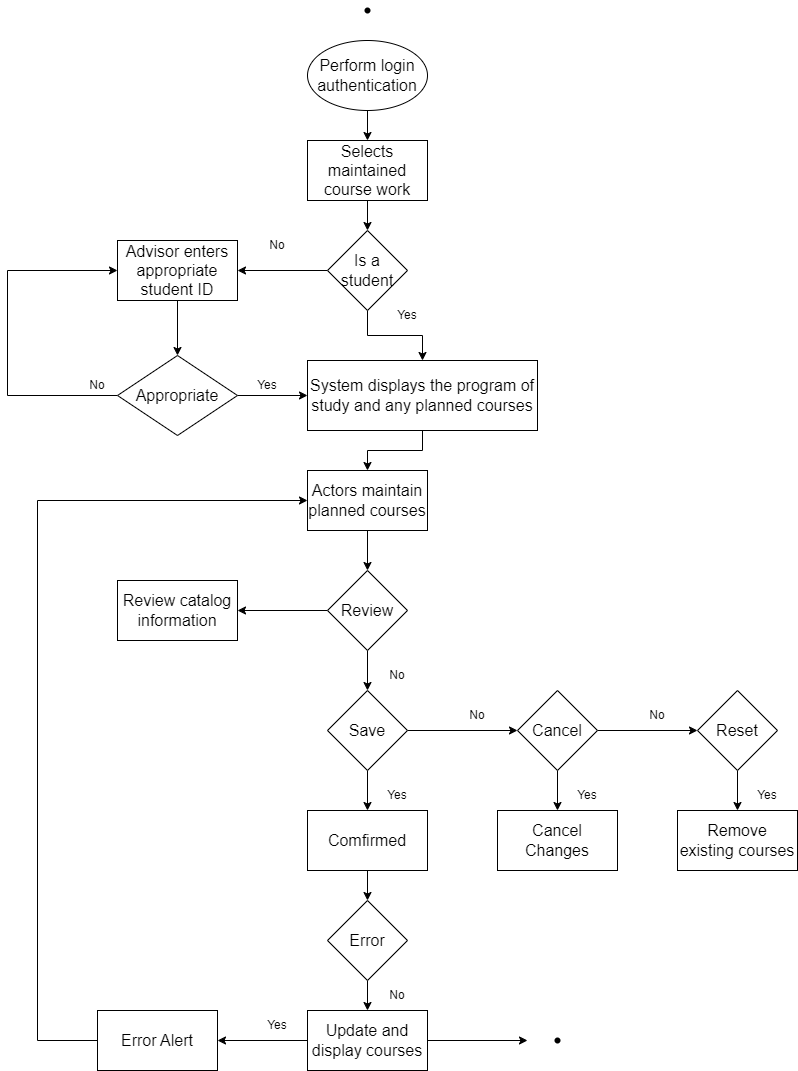 Perform login
authentication
Selects
maintained
course work
Advisor enters
appropriate
student ID
No
Is a
student
Yes
No
Appropriate
Yes
System displays the program of
study and any planned courses
Actors maintain
planned courses
Review catalog
information
Review
No
Save
No
Cancel
No
Reset
Yes
Yes
Yes
Comfirmed
Cancel
Changes
Remove
existing courses
Error
No
Error Alert
Yes
Update and
display courses